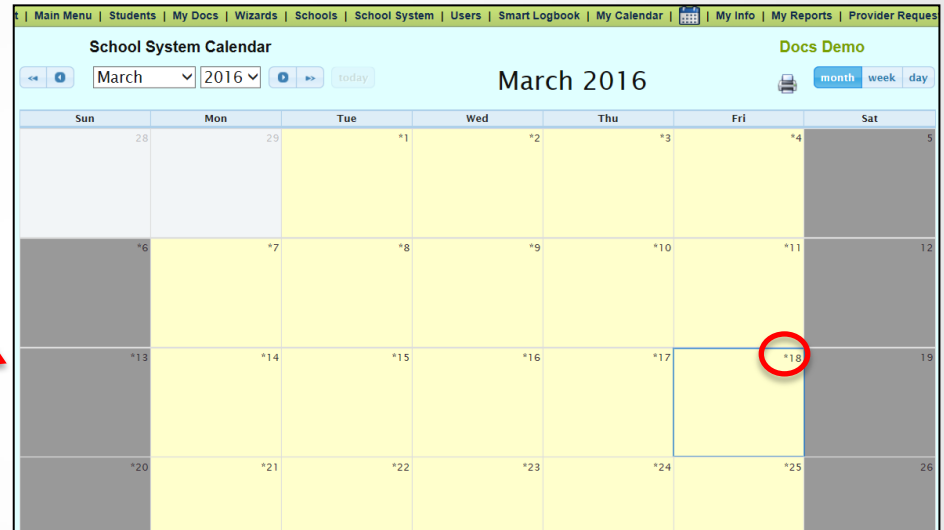 t | Main Menu | Students | My Docs | Wizards | Schools | School System | Users | Smart Logbook | My Calendar | | My Info | My Reports | Provider Reques
School System Calendar
Docs Demo
March 2016 today
March 2016
month week day
Sun Mon Tue Wed Thu Fri Sat
28 29 *1 *2 *3 *4 5
*6 *7 *8 *9 *10 *11 12
*13 *14 *15 *16 *17 *18 19
*20 *21 *22 *23 *24 *25 26